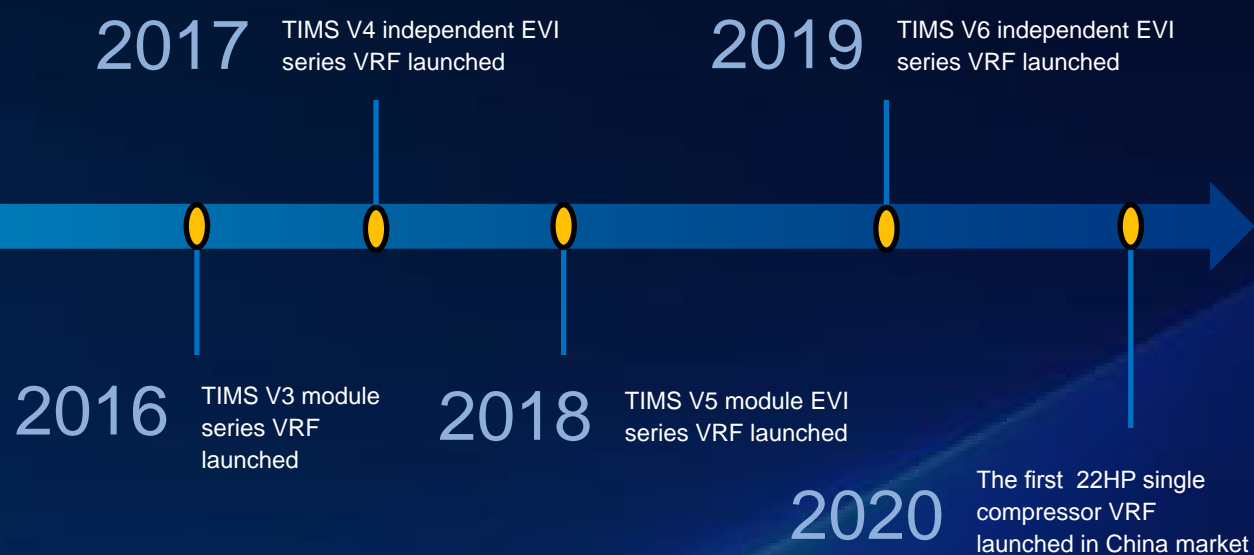 2017
TIMS V4 independent EVI
series VRF launched
2019
TIMS V6 independent EVI
series VRF launched
2016
TIMS V3 module
series VRF
launched
2018
TIMS V5 module EVI
series VRF launched
2020
The first  22HP single
compressor VRF
launched in China market